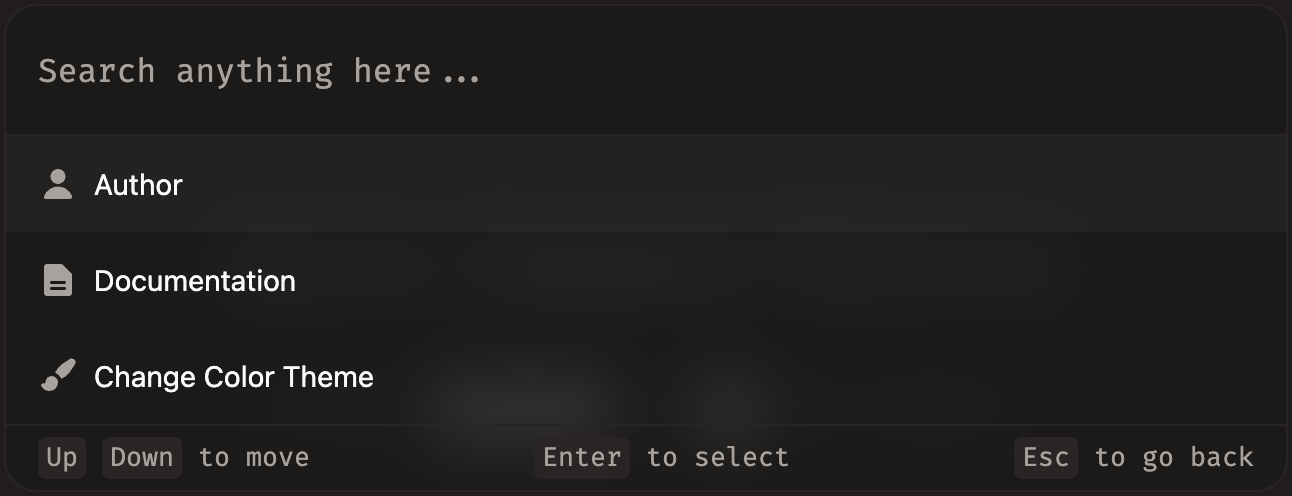 Search anything here...
Author
Documentation
Change Color Theme
Up Down to move Enter to select Esc to go back